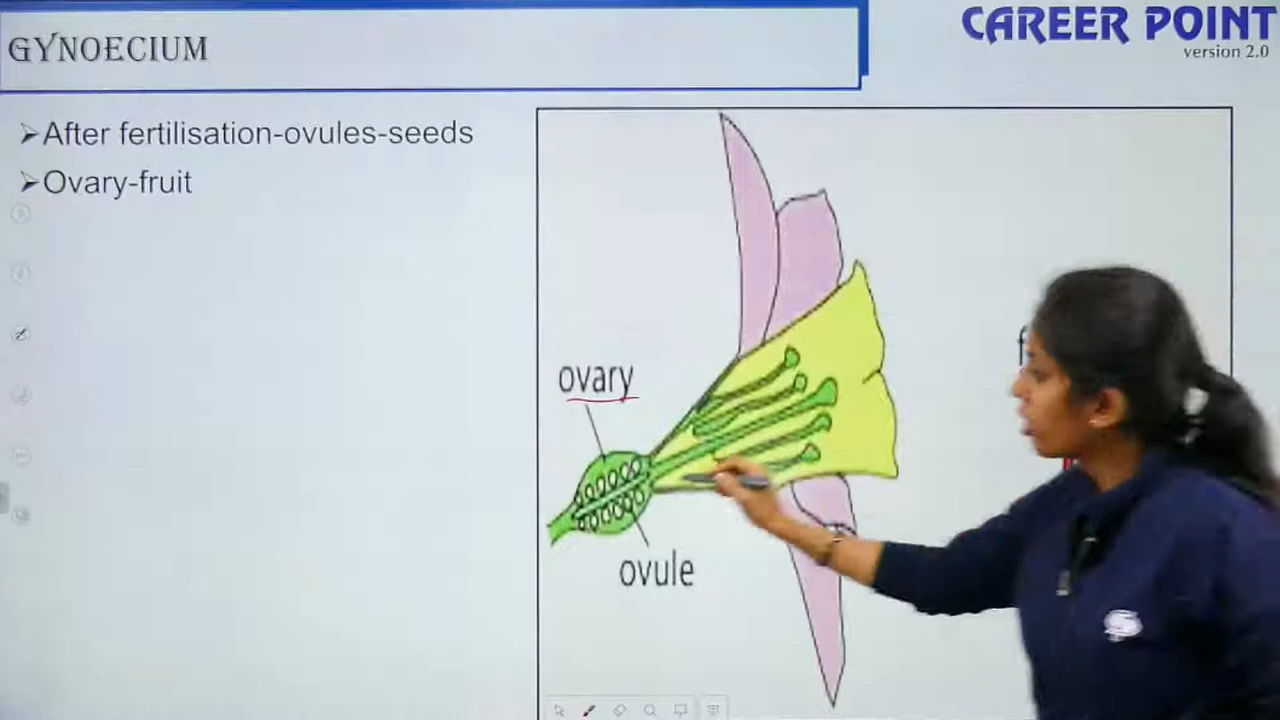 GYNOECIUM
CAREER POINT
version 2.0
➢After fertilisation-ovules-seeds
➢Ovary-fruit
ovary
ovule